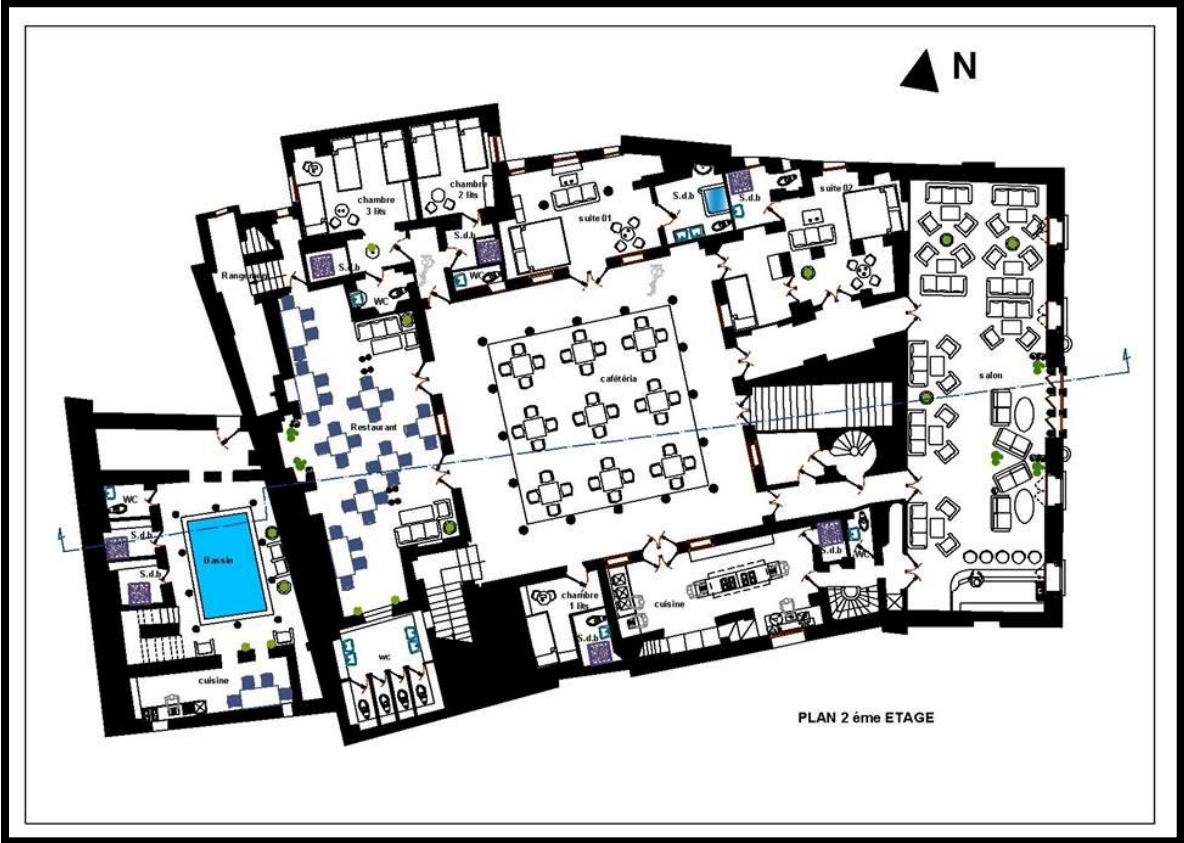 N
chambre
3 lits
chambre
2 lits
S.d.b
WC
S.d.b
WC
Rangement
suite 01
S.d.b
suite 02
salon
cafétéria
Restaurant
WC
S.d.b
S.d.b
Bassin
cuisine
wc
chambre
1 lits
S.d.b
cuisine
S.d.b
WC
PLAN 2 éme ETAGE